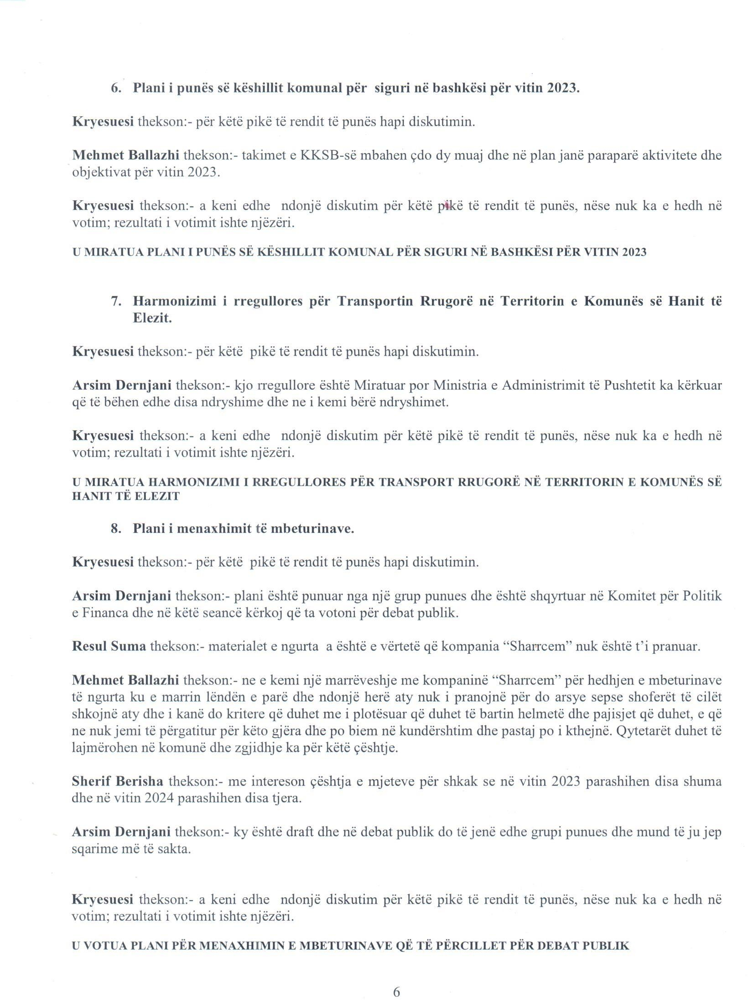 6. Plani i punës së këshillit komunal për siguri në bashkësi për vitin 2023.
Kryesuesi thekson:- për këtë pikë të rendit të punës hapi diskutimin.
Mehmet Ballazhi thekson:- takimet e KKSB-së mbahen çdo dy muaj dhe në plan janë paraparë aktivitete dhe
objektivat për vitin 2023.
Kryesuesi thekson:- a keni edhe ndonjë diskutim për këtë pikë të rendit të punës, nëse nuk ka e hedh në
votim; rezultati i votimit ishte njëzëri.
U MIRATUA PLANI I PUNËS SË KËSHILLIT KOMUNAL PËR SIGURI NË BASHKËSI PËR VITIN 2023
7. Harmonizimi i rregullores për Transportin Rrugorë në Territorin e Komunës së Hanit të
Elezit.
Kryesuesi thekson:- për këtë pikë të rendit të punës hapi diskutimin.
Arsim Dernjani thekson:- kjo rregullore është Miratuar por Ministria e Administrimit të Pushtetit ka kërkuar
që të bëhen edhe disa ndryshime dhe ne i kemi bërë ndryshimet.
Kryesuesi thekson:- a keni edhe ndonjë diskutim për këtë pikë të rendit të punës, nëse nuk ka e hedh në
votim; rezultati i votimit ishte njëzëri.
U MIRATUA HARMONIZIMI I RREGULLORES PËR TRANSPORT RRUGORË NË TERRITORIN E KOMUNËS SË
HANIT TË ELEZIT
8. Plani i menaxhimit të mbeturinave.
Kryesuesi thekson:- për këtë pikë të rendit të punës hapi diskutimin.
Arsim Dernjani thekson:- plani është punuar nga një grup punues dhe është shqyrtuar në Komitet për Politik
e Financa dhe në këtë seancë kërkoj që ta votoni për debat publik.
Resul Suma thekson:- materialet e ngurta a është e vërtetë që kompania “Sharrcem” nuk është t’i pranuar.
Mehmet Ballazhi thekson:- ne e kemi një marrëveshje me kompaninë “Sharrcem” për hedhjen e mbeturinave
të ngurta ku e marrin lëndën e parë dhe ndonjë herë aty nuk i pranojnë për do arsye sepse shoferët të cilët
shkojnë aty dhe i kanë do kritere që duhet me i plotësuar që duhet të bartin helmetë dhe pajisjet që duhet, e që
ne nuk jemi të përgatitur për këto gjëra dhe po biem në kundërshtim dhe pastaj po i kthejnë. Qytetarët duhet të
lajmërohen në komunë dhe zgjidhje ka për këtë çështje.
Sherif Berisha thekson:- me intereson çështja e mjeteve për shkak se në vitin 2023 parashihen disa shuma
dhe në vitin 2024 parashihen disa tjera.
Arsim Dernjani thekson:- ky është draft dhe në debat publik do të jenë edhe grupi punues dhe mund të ju jep
sqarime më të sakta.
Kryesuesi thekson:- a keni edhe ndonjë diskutim për këtë pikë të rendit të punës, nëse nuk ka e hedh në
votim; rezultati i votimit ishte njëzëri.
U VOTUA PLANI PËR MENAXHIMIN E MBETURINAVE QË TË PËRCILLET PËR DEBAT PUBLIK
6